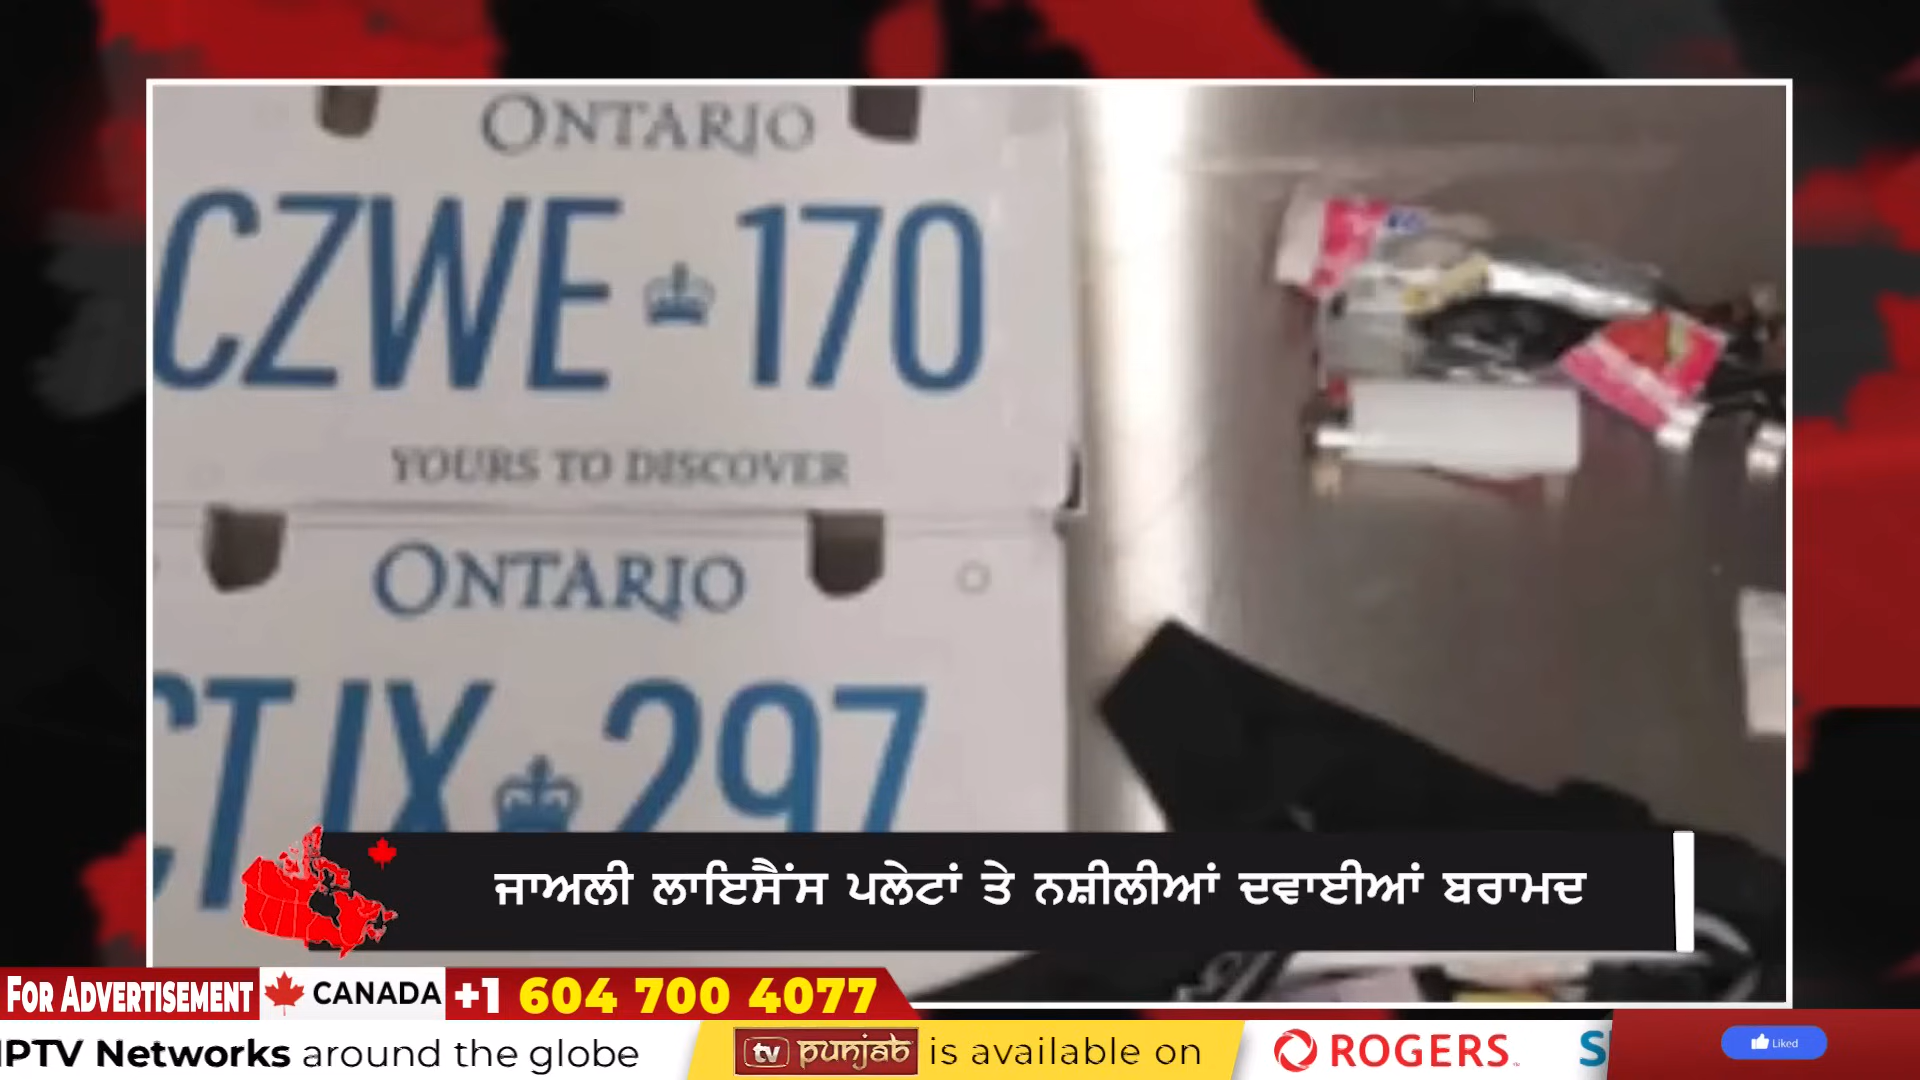 ONTARIO
CZWE 170
YOURS TO DISCOVER
ONTARIO
297
ਜਾਅਲੀ ਲਾਇਸੈਂਸ ਪਲੇਟਾਂ ਤੇ ਨਸ਼ੀਲੀਆਂ ਦਵਾਈਆਂ ਬਰਾਮਦ
FOR ADVERTISEMENT CANADA +1 604 700 4077
IPTV Networks around the globe tv punjab is available on ROGERS Liked